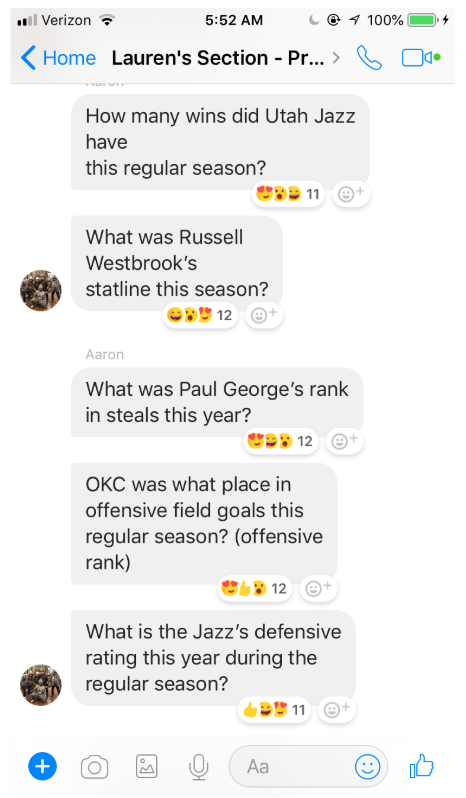 Verizon 5:52 AM 100%
Home Lauren's Section - Pr...
Aaron
How many wins did Utah Jazz
have
this regular season?
11
What was Russell
Westbrook’s
statline this season?
12
Aaron
What was Paul George’s rank
in steals this year?
12
OKC was what place in
offensive field goals this
regular season? (offensive
rank)
12
What is the Jazz’s defensive
rating this year during the
regular season?
11
Aa